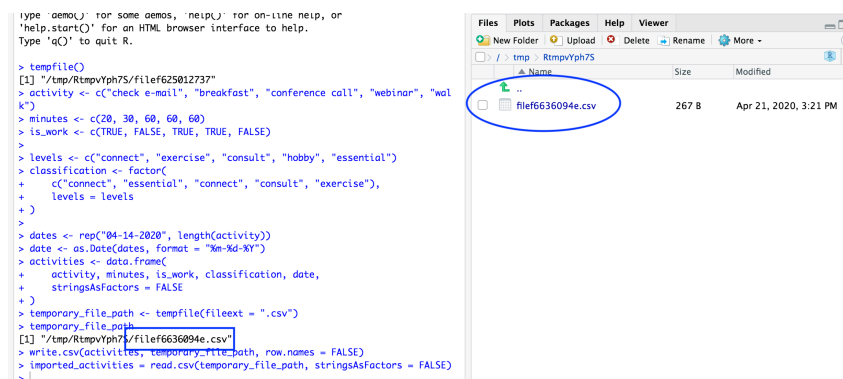 Type 'demo()' for some demos, 'help()' for on-line help, or
'help.start()' for an HTML browser interface to help.
Type 'q()' to quit R.
> tempfile()
[1] "/tmp/RtmpvYph7S/filef625012737"
> activity <- c("check e-mail", "breakfast", "conference call", "webinar", "wal
k")
> minutes <- c(20, 30, 60, 60, 60)
> is_work <- c(TRUE, FALSE, TRUE, TRUE, FALSE)
>
> levels <- c("connect", "exercise", "consult", "hobby", "essential")
> classification <- factor(
+     c("connect", "essential", "connect", "consult", "exercise"),
+     levels = levels
+ )
>
> dates <- rep("04-14-2020", length(activity))
> date <- as.Date(dates, format = "%m-%d-%Y")
> activities <- data.frame(
+     activity, minutes, is_work, classification, date,
+     stringsAsFactors = FALSE
+ )
> temporary_file_path <- tempfile(fileext = ".csv")
> temporary_file_path
[1] "/tmp/RtmpvYph7S/filef6636094e.csv"
> write.csv(activities, temporary_file_path, row.names = FALSE)
> imported_activities = read.csv(temporary_file_path, stringsAsFactors = FALSE)
>
Files Plots Packages Help Viewer
New Folder Upload Delete Rename More
/ > tmp > RtmpvYph7S
Name Size Modified
..
filef6636094e.csv 267 B Apr 21, 2020, 3:21 PM